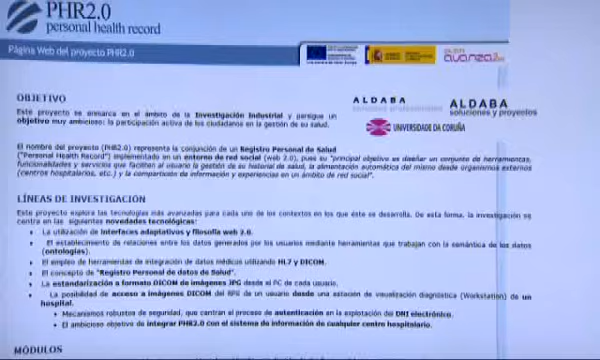 PHR2.0
personal health record
Página Web del proyecto PHR2.0
avanza
OBJETIVO
Este proyecto se enmarca en el ámbito de la Investigación Industrial y persigue un
objetivo muy ambicioso: la participación activa de los ciudadanos en la gestión de su salud.
ALDABA
ALDABA
soluciones y proyectos
UNIVERSIDADE DA CORUÑA
El nombre del proyecto (PHR2.0) representa la conjunción de un Registro Personal de Salud
("Personal Health Record") implementado en un entorno de red social (web 2.0), pues su "principal objetivo es diseñar un conjunto de herramientas,
funcionalidades y servicios que faciliten al usuario la gestión de su historial de salud, la alimentación automática del mismo desde organismos externos
(centros hospitalarios, etc.) y la compartición de información y experiencias en un ámbito de red social".
LÍNEAS DE INVESTIGACIÓN
Este proyecto explora las tecnologías más avanzadas para cada uno de los contextos en los que éste se desarrolla. De esta forma, la investigación se
centra en las siguientes novedades tecnológicas:
• La utilización de interfaces adaptativos y filosofía web 2.0.
• El establecimiento de relaciones entre los datos generados por los usuarios mediante herramientas que trabajan con la semántica de los datos
(ontologías).
• El empleo de herramientas de integración de datos médicos utilizando HL7 y DICOM.
• El concepto de "Registro Personal de datos de Salud".
• La estandarización a formato DICOM de imágenes JPG desde el PC de cada usuario.
• La posibilidad de acceso a imágenes DICOM del RPS de un usuario desde una estación de visualización diagnóstica (Workstation) de un
hospital.
• Mecanismos robustos de seguridad, que centran el proceso de autenticación en la explotación del DNI electrónico.
• El ambicioso objetivo de integrar PHR2.0 con el sistema de información de cualquier centro hospitalario.
MÓDULOS